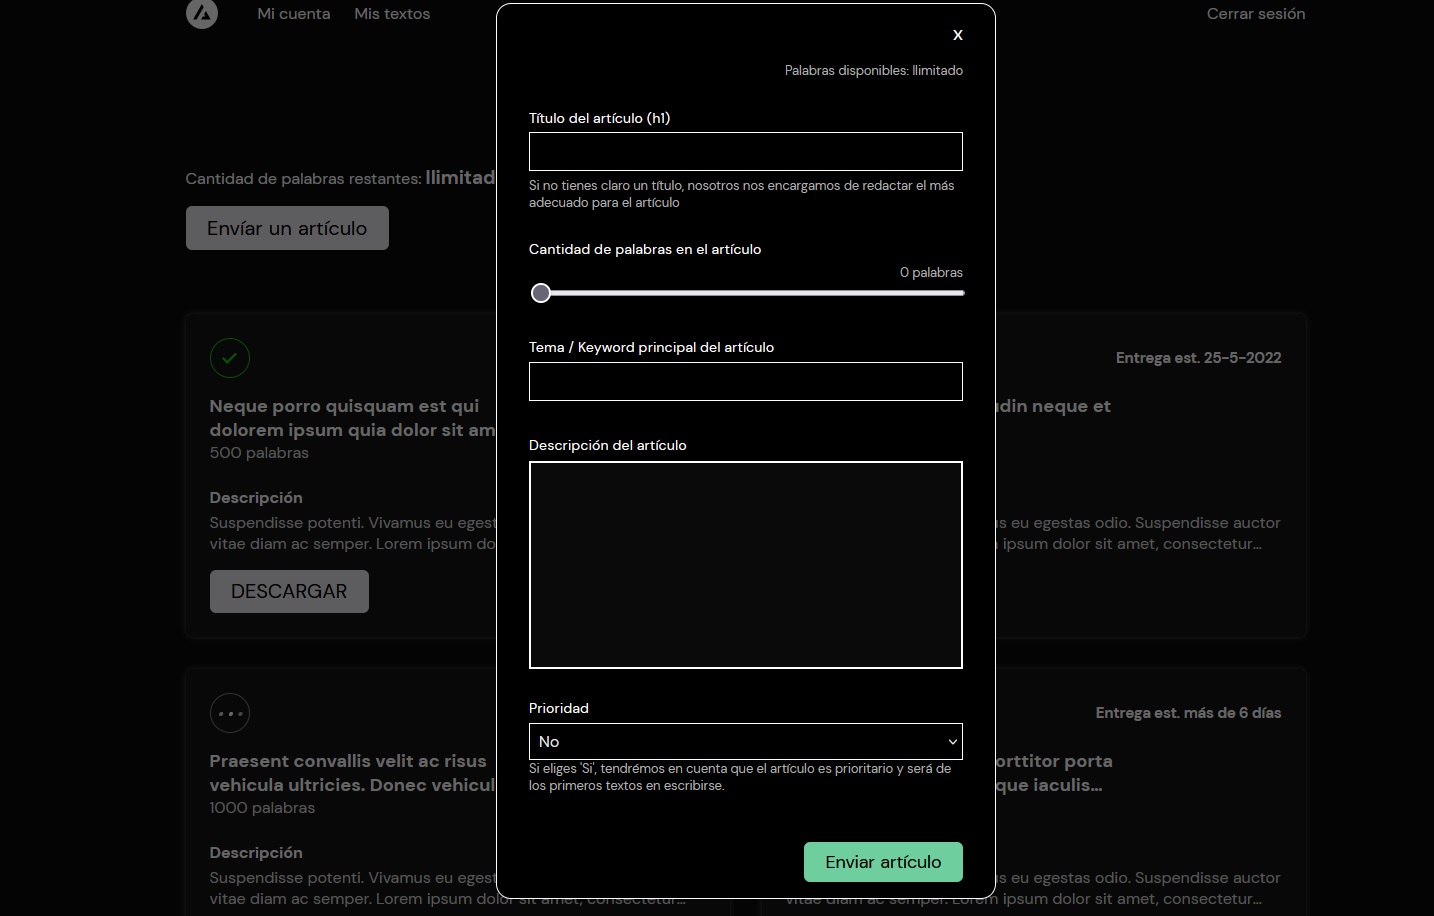 Mi cuenta Mis textos Cerrar sesión
x
Palabras disponibles: Ilimitado
Título del artículo (h1)
Si no tienes claro un título, nosotros nos encargamos de redactar el más
adecuado para el artículo
Cantidad de palabras en el artículo
0 palabras
Tema / Keyword principal del artículo
Descripción del artículo
Prioridad
No
Si eliges 'Si', tendrémos en cuenta que el artículo es prioritario y será de
los primeros textos en escribirse.
Enviar artículo
Cantidad de palabras restantes: Ilimitad
Envíar un artículo
Neque porro quisquam est qui
dolorem ipsum quia dolor sit am
500 palabras
Descripción
Suspendisse potenti. Vivamus eu egest
vitae diam ac semper. Lorem ipsum do
DESCARGAR
Entrega est. 25-5-2022
din neque et
s eu egestas odio. Suspendisse auctor
ipsum dolor sit amet, consectetur...
Praesent convallis velit ac risus
vehicula ultricies. Donec vehicul
1000 palabras
Descripción
Suspendisse potenti. Vivamus eu egest
vitae diam ac semper. Lorem ipsum dolor sit amet, consectetur...
Entrega est. más de 6 días
orttitor porta
que iaculis...
s eu egestas odio. Suspendisse auctor
vitae diam ac semper. Lorem ipsum dolor sit amet, consectetur...